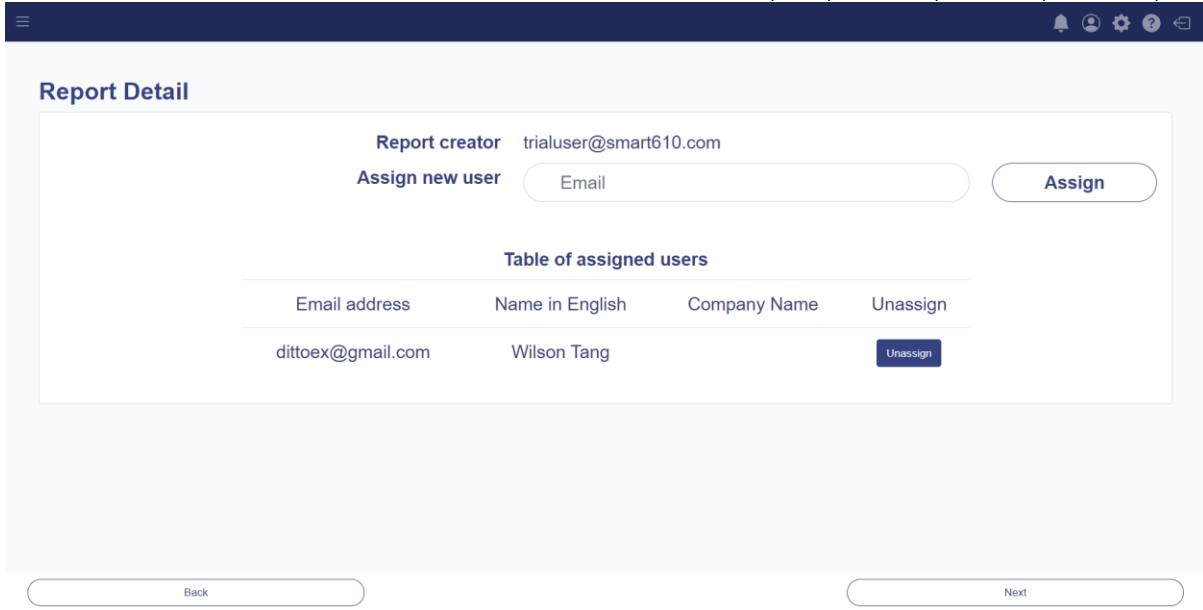 Report Detail
Report creator trialuser@smart610.com
Assign new user Email Assign
Table of assigned users
Email address Name in English Company Name Unassign
dittoex@gmail.com Wilson Tang Unassign
Back Next